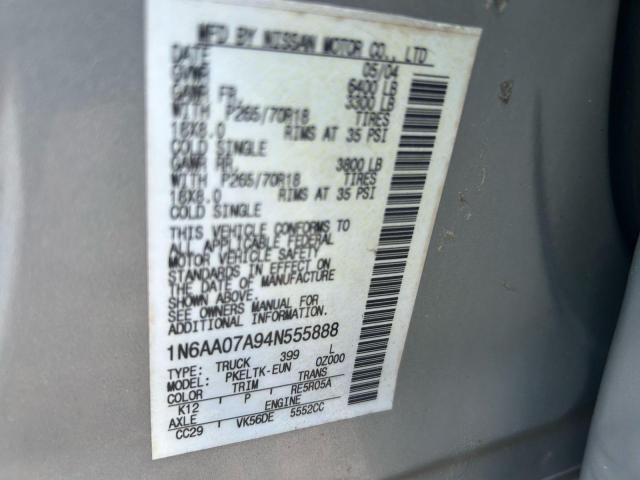 MFD BY NISSAN MOTOR CO., LTD
DATE 05/04
GVWR 6400 LB
GAWR FR 3300 LB
WITH P265/70R18 TIRES
18X8.0 RIMS AT 35 PSI
COLD SINGLE
GAWR RR 3800 LB
WITH P265/70R18 TIRES
18X8.0 RIMS AT 35 PSI
COLD SINGLE
THIS VEHICLE CONFORMS TO
ALL APPLICABLE FEDERAL
MOTOR VEHICLE SAFETY
STANDARDS IN EFFECT ON
THE DATE OF MANUFACTURE
SHOWN ABOVE.
SEE OWNERS MANUAL FOR
ADDITIONAL INFORMATION
1N6AA07A94N555888
TYPE: TRUCK 399 L
MODEL: PKELTK-EUN 0Z000
COLOR TRIM TRANS
K12 P RE5R05A
AXLE ENGINE
CC29 VK56DE 5552CC